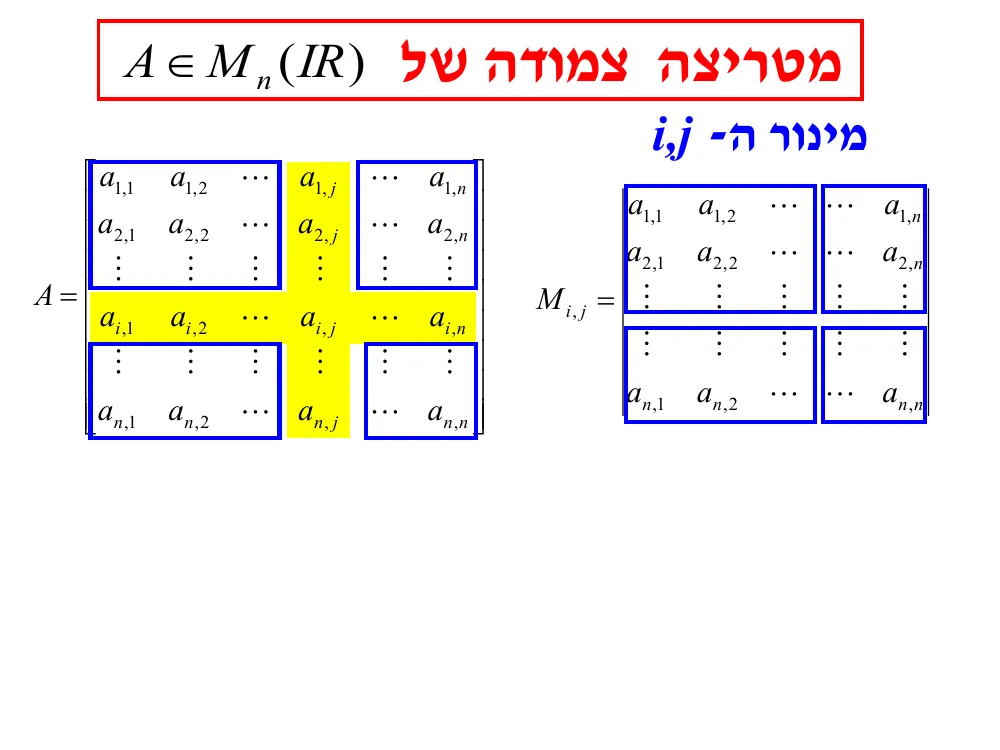 מטריצה צמודה של A ∈ M_n (IR)
מינור ה- i,j
A = [
a_{1,1} a_{1,2} ⋯ a_{1,j} ⋯ a_{1,n}
a_{2,1} a_{2,2} ⋯ a_{2,j} ⋯ a_{2,n}
⋮ ⋮ ⋮ ⋮ ⋮ ⋮
a_{i,1} a_{i,2} ⋯ a_{i,j} ⋯ a_{i,n}
⋮ ⋮ ⋮ ⋮ ⋮ ⋮
a_{n,1} a_{n,2} ⋯ a_{n,j} ⋯ a_{n,n}
]
M_{i,j} = |
a_{1,1} a_{1,2} ⋯ ⋯ a_{1,n}
a_{2,1} a_{2,2} ⋯ ⋯ a_{2,n}
⋮ ⋮ ⋮ ⋮ ⋮
⋮ ⋮ ⋮ ⋮ ⋮
a_{n,1} a_{n,2} ⋯ ⋯ a_{n,n}
|